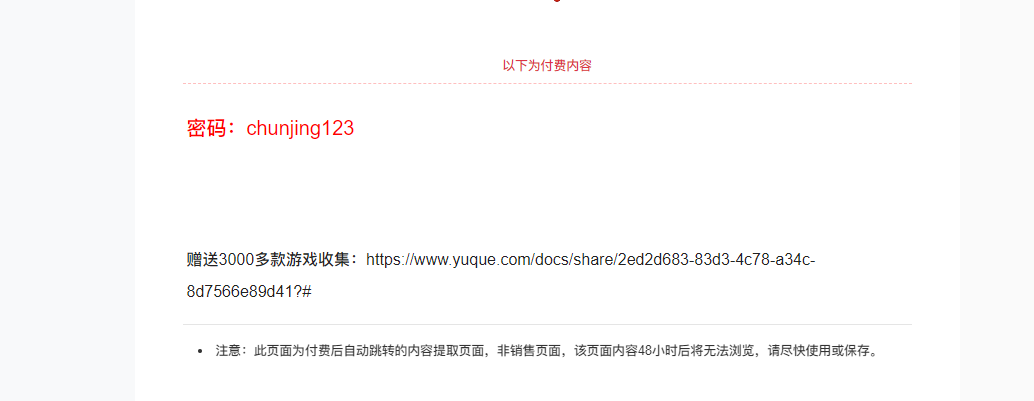 以下为付费内容
密码：chunjing123
赠送3000多款游戏收集：https://www.yuque.com/docs/share/2ed2d683-83d3-4c78-a34c-
8d7566e89d41?#
注意：此页面为付费后自动跳转的内容提取页面，非销售页面，该页面内容48小时后将无法浏览，请尽快使用或保存。